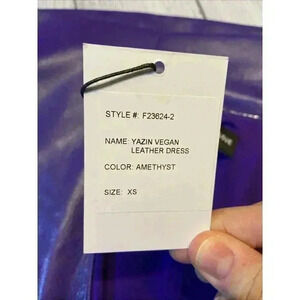 STYLE #: F23624-2
NAME: YAZIN VEGAN
LEATHER DRESS
COLOR: AMETHYST
SIZE: XS